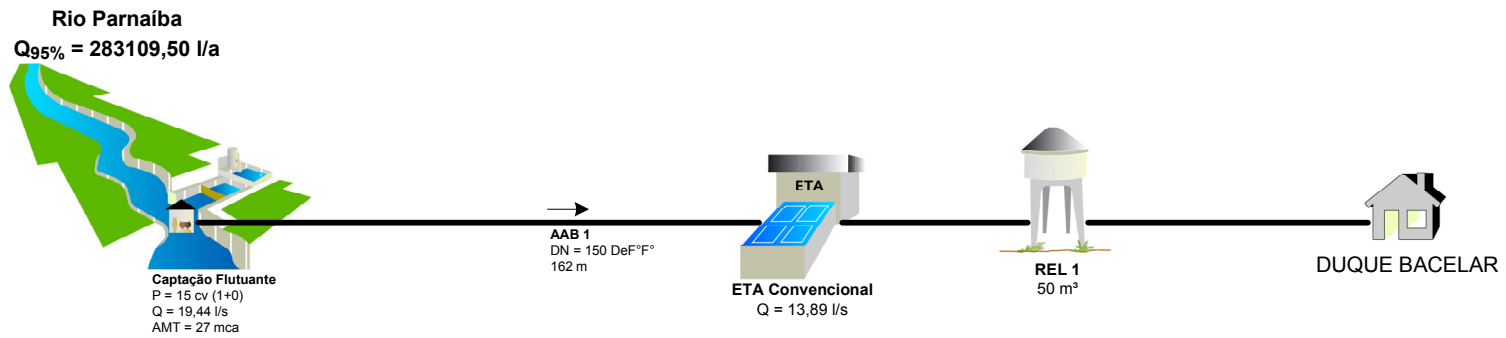 Rio Parnaíba
Q95% = 283109,50 l/a
Captação Flutuante
P = 15 cv (1+0)
Q = 19,44 l/s
AMT = 27 mca
AAB 1
DN = 150 DeF°F°
162 m
ETA
ETA Convencional
Q = 13,89 l/s
REL 1
50 m³
DUQUE BACELAR